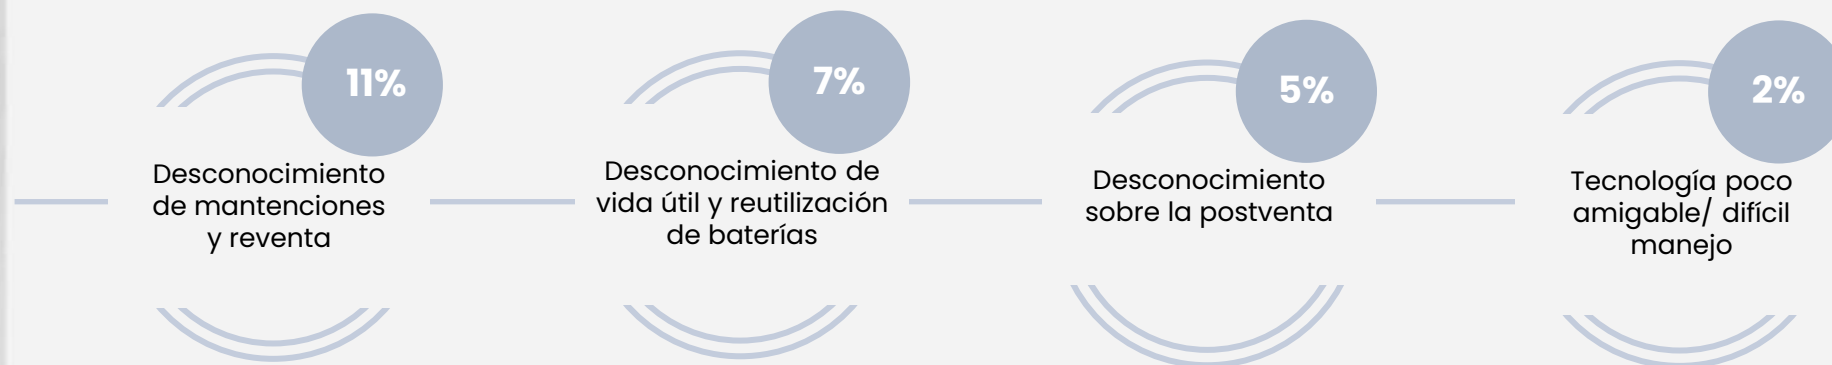 11%
Desconocimiento
de mantenciones
y reventa
7%
Desconocimiento de
vida útil y reutilización
de baterías
5%
Desconocimiento
sobre la postventa
2%
Tecnología poco
amigable/ difícil
manejo